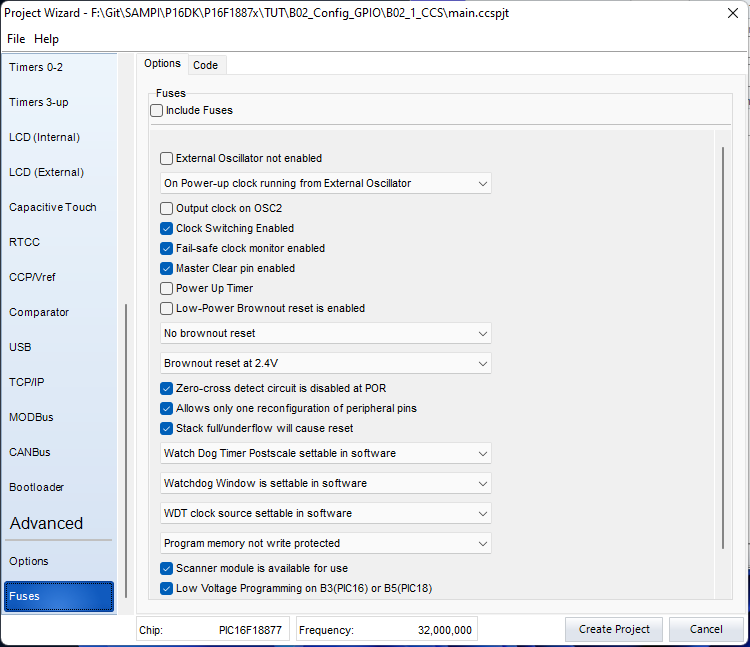 Project Wizard - F:\Git\SAMPI\P16DK\P16F1887x\TUT\B02_Config_GPIO\B02_1_CCS\main.ccspjt
File Help
Timers 0-2
Timers 3-up
LCD (Internal)
LCD (External)
Capacitive Touch
RTCC
CCP/Vref
Comparator
USB
TCP/IP
MODBus
CANBus
Bootloader
Advanced
Options
Fuses
Options Code
Fuses
Include Fuses
External Oscillator not enabled
On Power-up clock running from External Oscillator
Output clock on OSC2
Clock Switching Enabled
Fail-safe clock monitor enabled
Master Clear pin enabled
Power Up Timer
Low-Power Brownout reset is enabled
No brownout reset
Brownout reset at 2.4V
Zero-cross detect circuit is disabled at POR
Allows only one reconfiguration of peripheral pins
Stack full/underflow will cause reset
Watch Dog Timer Postscale settable in software
Watchdog Window is settable in software
WDT clock source settable in software
Program memory not write protected
Scanner module is available for use
Low Voltage Programming on B3(PIC16) or B5(PIC18)
Chip: PIC16F18877 Frequency: 32,000,000 Create Project Cancel